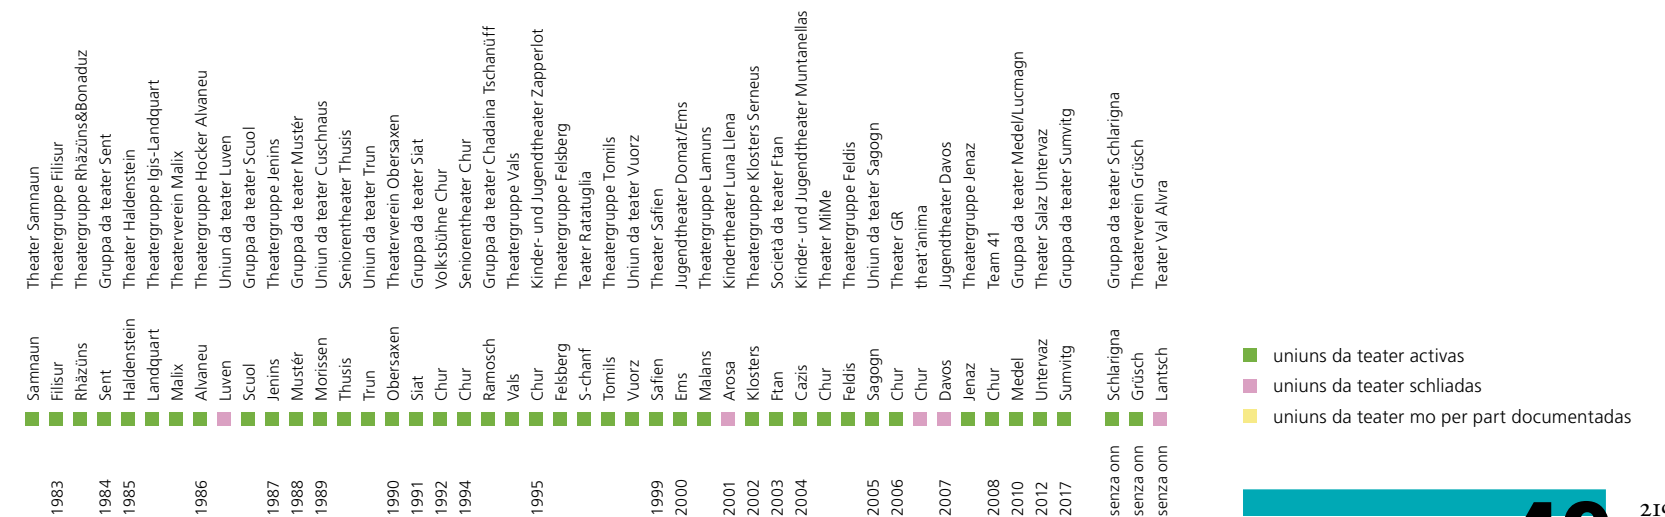 Theater Samnaun
Theatergruppe Filisur
Theatergruppe Rhäzüns&Bonaduz
Gruppa da teater Sent
Theater Haldenstein
Theatergruppe Igis-Landquart
Theaterverein Malix
Theatergruppe Hocker Alvaneu
Uniun da teater Luven
Gruppa da teater Scuol
Theatergruppe Jenins
Gruppa da teater Mustér
Uniun da teater Cuschnaus
Seniorentheater Thusis
Uniun da teater Trun
Theaterverein Obersaxen
Gruppa da teater Siat
Volksbühne Chur
Seniorentheater Chur
Gruppa da teater Chadaina Tschanüff
Theatergruppe Vals
Kinder- und Jugendtheater Zapperlot
Theatergruppe Felsberg
Teater Ratatuglia
Theatergruppe Tomils
Uniun da teater Vuorz
Theater Safien
Jugendtheater Domat/Ems
Theatergruppe Lamuns
Kindertheater Luna Llena
Theatergruppe Klosters Serneus
Società da teater Ftan
Kinder- und Jugendtheater Muntanellas
Theater MiMe
Theatergruppe Feldis
Uniun da teater Sagogn
Theater GR
theat'anima
Jugendtheater Davos
Theatergruppe Jenaz
Team 41
Gruppa da teater Medel/Lucmagn
Theater Salaz Untervaz
Gruppa da teater Sumvitg
Gruppa da teater Schlarigna
Theaterverein Grüsch
Teater Val Alvra
Samnaun
Filisur
Rhäzüns
Sent
Haldenstein
Landquart
Malix
Alvaneu
Luven
Scuol
Jenins
Mustér
Morissen
Thusis
Trun
Obersaxen
Siat
Chur
Chur
Ramosch
Vals
Chur
Felsberg
S-chanf
Tomils
Vuorz
Safien
Ems
Malans
Arosa
Klosters
Ftan
Cazis
Chur
Feldis
Sagogn
Chur
Chur
Davos
Jenaz
Chur
Medel
Untervaz
Sumvitg
Schlarigna
Grüsch
Lantsch
1983
1984
1985
1986
1987
1988
1989
1990
1991
1992
1994
1995
1999
2000
2001
2002
2003
2004
2005
2006
2007
2008
2010
2012
2017
senza onn
senza onn
senza onn
uniuns da teater activas
uniuns da teater schliadas
uniuns da teater mo per part documentadas